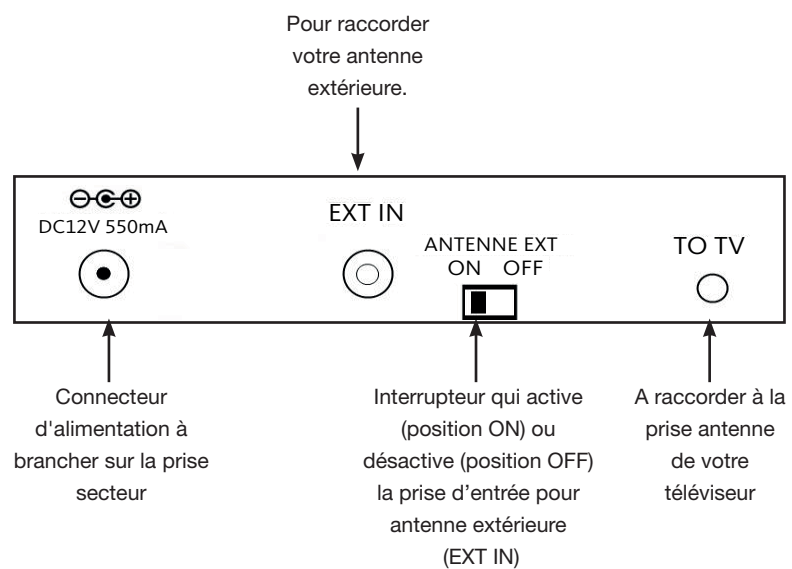 Pour raccorder
votre antenne
extérieure.
DC12V 550mA
EXT IN
ANTENNE EXT
ON OFF
TO TV
Connecteur
d'alimentation à
brancher sur la prise
secteur
Interrupteur qui active
(position ON) ou
désactive (position OFF)
la prise d’entrée pour
antenne extérieure
(EXT IN)
A raccorder à la
prise antenne
de votre
téléviseur